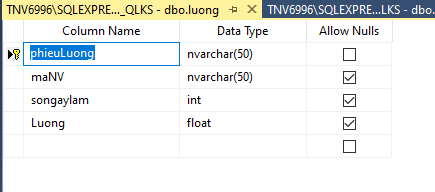 TNV6996\SQLEXPRE..._QLKS - dbo.luong TNV6996\SQLEXPRE...LKS - dbo.
Column Name Data Type Allow Nulls
phieuLuong nvarchar(50)
maNV nvarchar(50)
songaylam int
Luong float